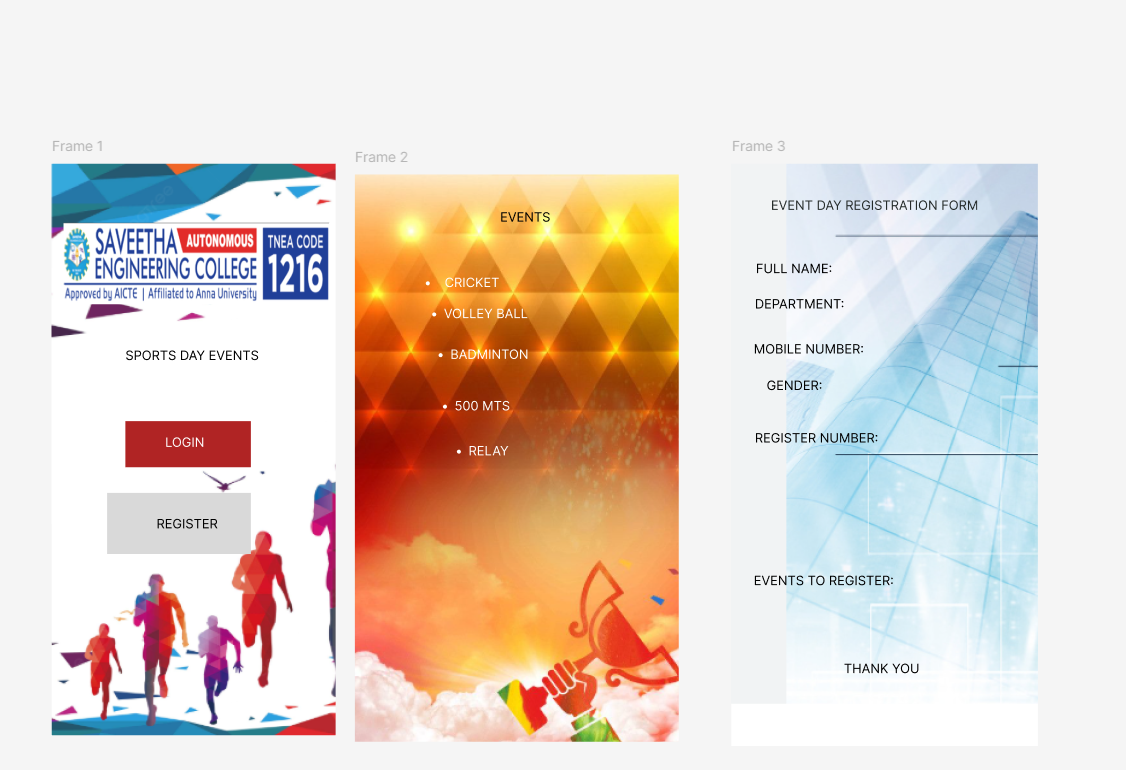 Frame 1
SAVEETHA
AUTONOMOUS
ENGINEERING COLLEGE
Approved by AICTE | Affiliated to Anna University
TNEA CODE
1216
SPORTS DAY EVENTS
LOGIN
REGISTER
Frame 2
EVENTS
• CRICKET
• VOLLEY BALL
• BADMINTON
• 500 MTS
• RELAY
Frame 3
EVENT DAY REGISTRATION FORM
FULL NAME:
DEPARTMENT:
MOBILE NUMBER:
GENDER:
REGISTER NUMBER:
EVENTS TO REGISTER:
THANK YOU